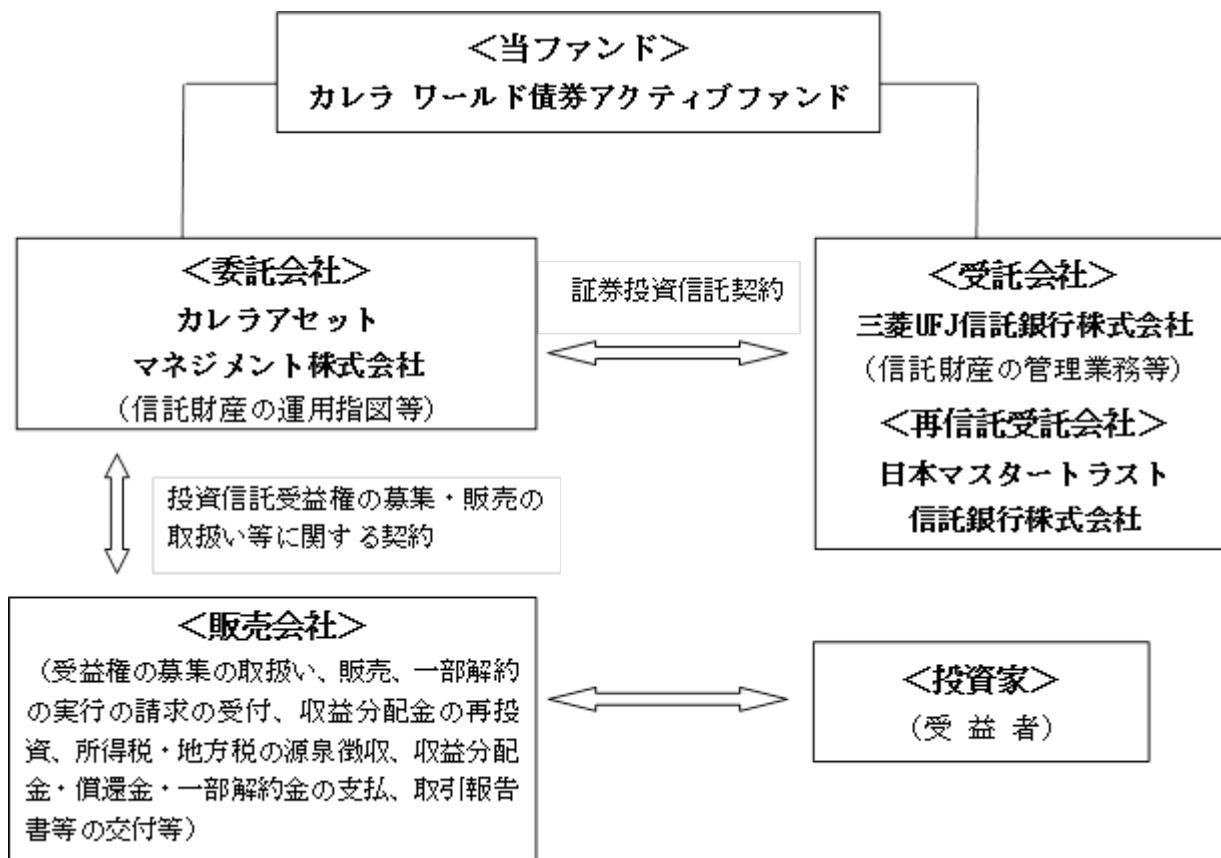 ＜当ファンド＞
カレラ ワールド債券アクティブファンド
＜委託会社＞
カレラアセット
マネジメント株式会社
（信託財産の運用指図等）
証券投資信託契約
＜受託会社＞
三菱UFJ信託銀行株式会社
（信託財産の管理業務等）
＜再信託受託会社＞
日本マスタートラスト
信託銀行株式会社
投資信託受益権の募集・販売の
取扱い等に関する契約
＜販売会社＞
（受益権の募集の取扱い、販売、一部解約
の実行の請求の受付、収益分配金の再投
資、所得税・地方税の源泉徴収、収益分配
金・償還金・一部解約金の支払、取引報告
書等の交付等）
＜投資家＞
（受 益 者）